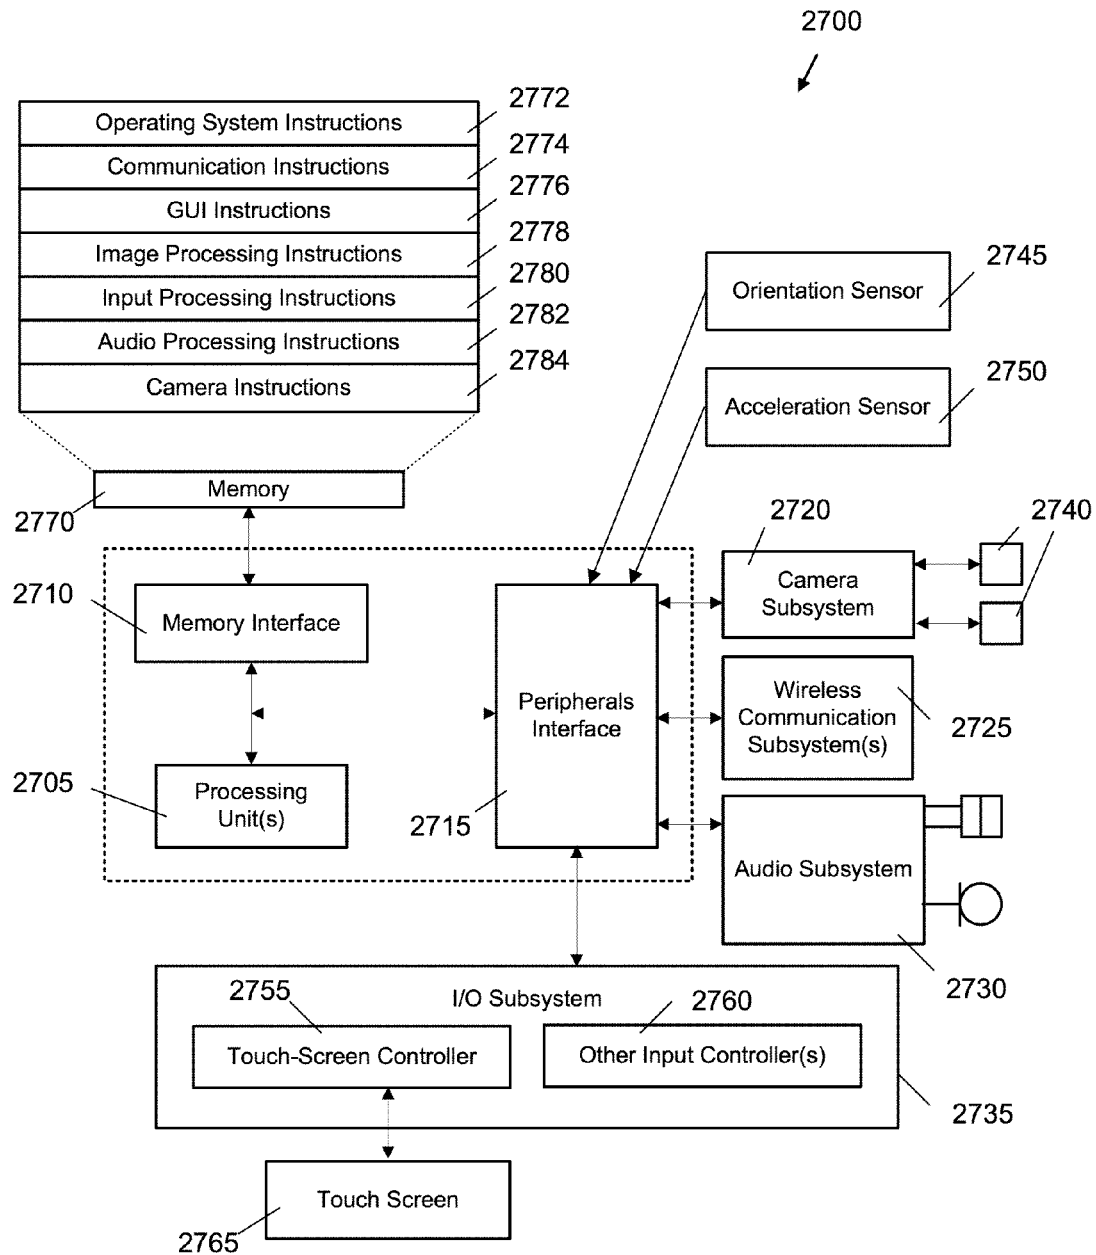 2700
2772
Operating System Instructions
2774
Communication Instructions
2776
GUI Instructions
2778
Image Processing Instructions
2780
Input Processing Instructions
2782
Audio Processing Instructions
2784
Camera Instructions
2745
Orientation Sensor
2750
Acceleration Sensor
Memory
2770
2720
2740
Camera
Subsystem
2710
Memory Interface
Peripherals
Interface
Wireless
Communication
Subsystem(s)
2725
2705
Processing
Unit(s)
2715
Audio Subsystem
2730
I/O Subsystem
2755
2760
Touch-Screen Controller
Other Input Controller(s)
2735
Touch Screen
2765